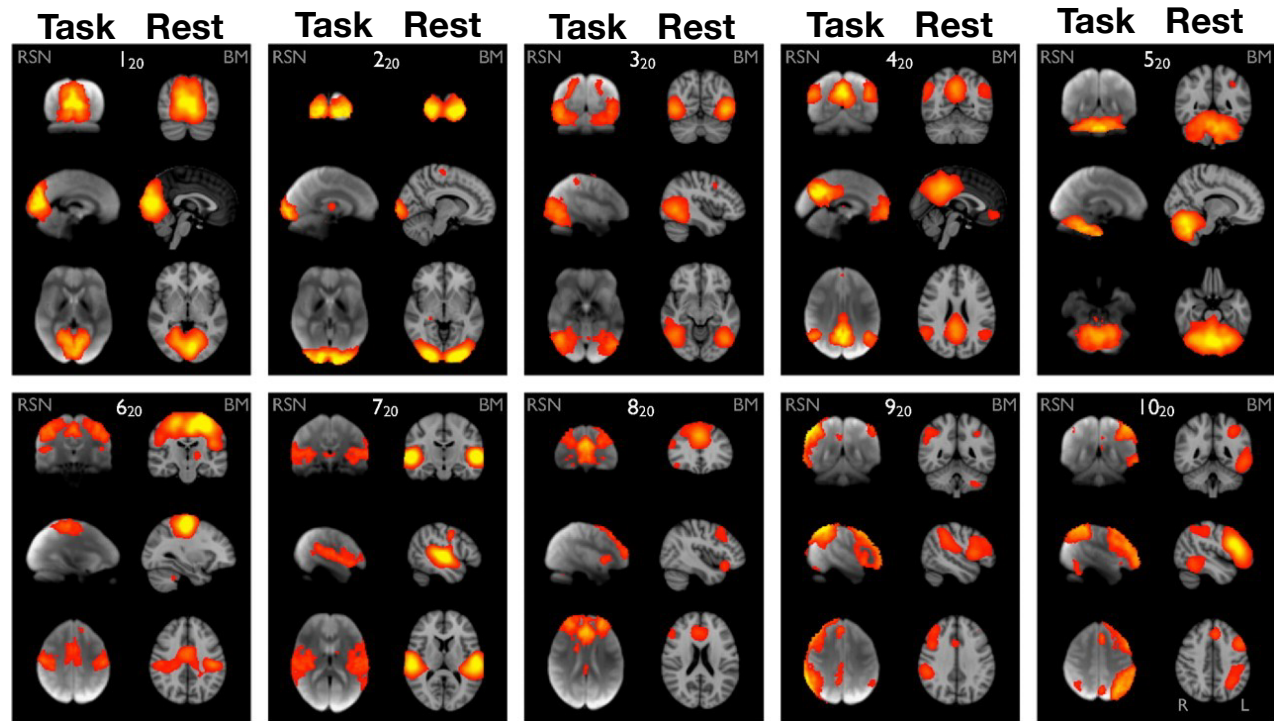 Task Rest Task Rest Task Rest Task Rest Task Rest
RSN 1₂₀ BM RSN 2₂₀ BM RSN 3₂₀ BM RSN 4₂₀ BM RSN 5₂₀ BM
RSN 6₂₀ BM RSN 7₂₀ BM RSN 8₂₀ BM RSN 9₂₀ BM RSN 10₂₀ BM
R L